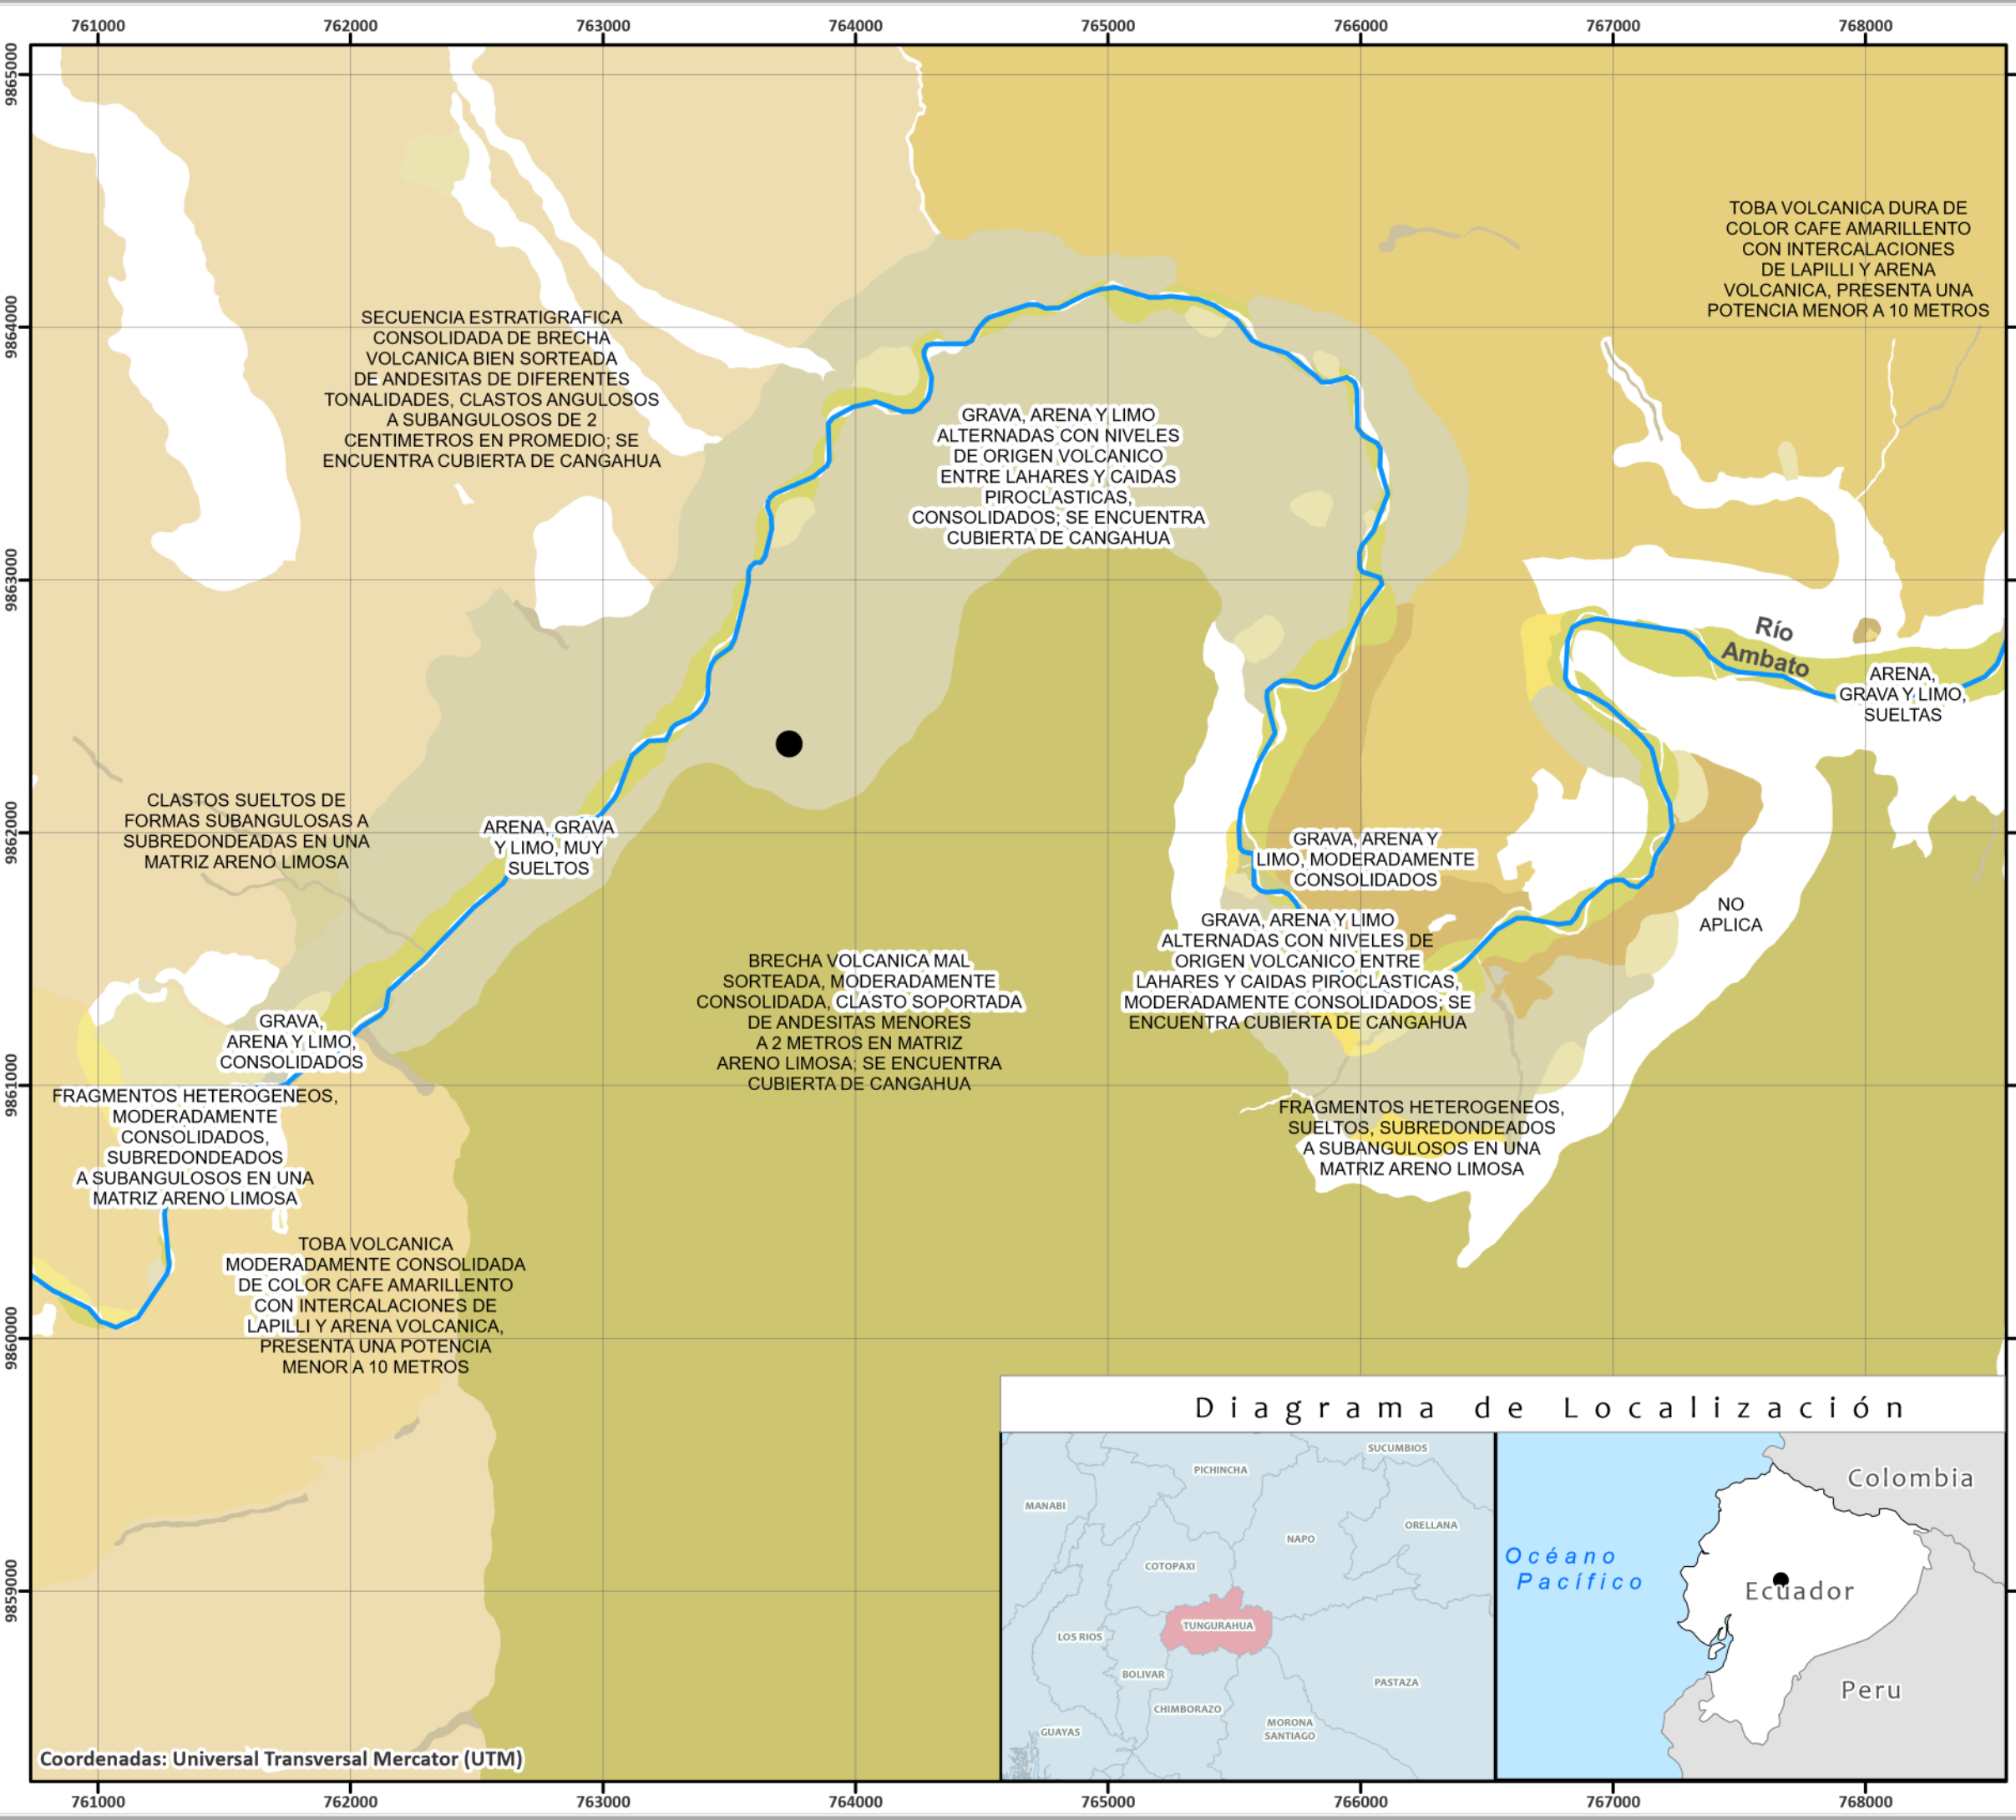 761000 762000 763000 764000 765000 766000 767000 768000
9865000
9864000
9863000
9862000
9861000
9860000
9859000
TOBA VOLCANICA DURA DE
COLOR CAFE AMARILLENTO
CON INTERCALACIONES
DE LAPILLI Y ARENA
VOLCANICA, PRESENTA UNA
POTENCIA MENOR A 10 METROS
SECUENCIA ESTRATIGRAFICA
CONSOLIDADA DE BRECHA
VOLCANICA BIEN SORTEADA
DE ANDESITAS DE DIFERENTES
TONALIDADES, CLASTOS ANGULOSOS
A SUBANGULOSOS DE 2
CENTIMETROS EN PROMEDIO; SE
ENCUENTRA CUBIERTA DE CANGAHUA
GRAVA, ARENA Y LIMO
ALTERNADAS CON NIVELES
DE ORIGEN VOLCANICO
ENTRE LAHARES Y CAIDAS
PIROCLASTICAS,
CONSOLIDADOS; SE ENCUENTRA
CUBIERTA DE CANGAHUA
Río
Ambato
ARENA,
GRAVA Y LIMO,
SUELTAS
CLASTOS SUELTOS DE
FORMAS SUBANGULOSAS A
SUBREDONDEADAS EN UNA
MATRIZ ARENO LIMOSA
ARENA, GRAVA
Y LIMO, MUY
SUELTOS
GRAVA, ARENA Y
LIMO, MODERADAMENTE
CONSOLIDADOS
NO
APLICA
GRAVA, ARENA Y LIMO
ALTERNADAS CON NIVELES DE
ORIGEN VOLCANICO ENTRE
LAHARES Y CAIDAS PIROCLASTICAS,
MODERADAMENTE CONSOLIDADOS; SE
ENCUENTRA CUBIERTA DE CANGAHUA
BRECHA VOLCANICA MAL
SORTEADA, MODERADAMENTE
CONSOLIDADA, CLASTO SOPORTADA
DE ANDESITAS MENORES
A 2 METROS EN MATRIZ
ARENO LIMOSA; SE ENCUENTRA
CUBIERTA DE CANGAHUA
GRAVA,
ARENA Y LIMO,
CONSOLIDADOS
FRAGMENTOS HETEROGENEOS,
MODERADAMENTE
CONSOLIDADOS,
SUBREDONDEADOS
A SUBANGULOSOS EN UNA
MATRIZ ARENO LIMOSA
FRAGMENTOS HETEROGENEOS,
SUELTOS, SUBREDONDEADOS
A SUBANGULOSOS EN UNA
MATRIZ ARENO LIMOSA
TOBA VOLCANICA
MODERADAMENTE CONSOLIDADA
DE COLOR CAFE AMARILLENTO
CON INTERCALACIONES DE
LAPILLI Y ARENA VOLCANICA,
PRESENTA UNA POTENCIA
MENOR A 10 METROS
Diagrama de Localización
SUCUMBIOS
PICHINCHA
MANABI
ORELLANA
NAPO
COTOPAXI
TUNGURAHUA
LOS RIOS
BOLIVAR
PASTAZA
CHIMBORAZO
MORONA
SANTIAGO
GUAYAS
Colombia
Océano
Pacífico
Ecuador
Peru
Coordenadas: Universal Transversal Mercator (UTM)
761000 762000 763000 764000 765000 766000 767000 768000